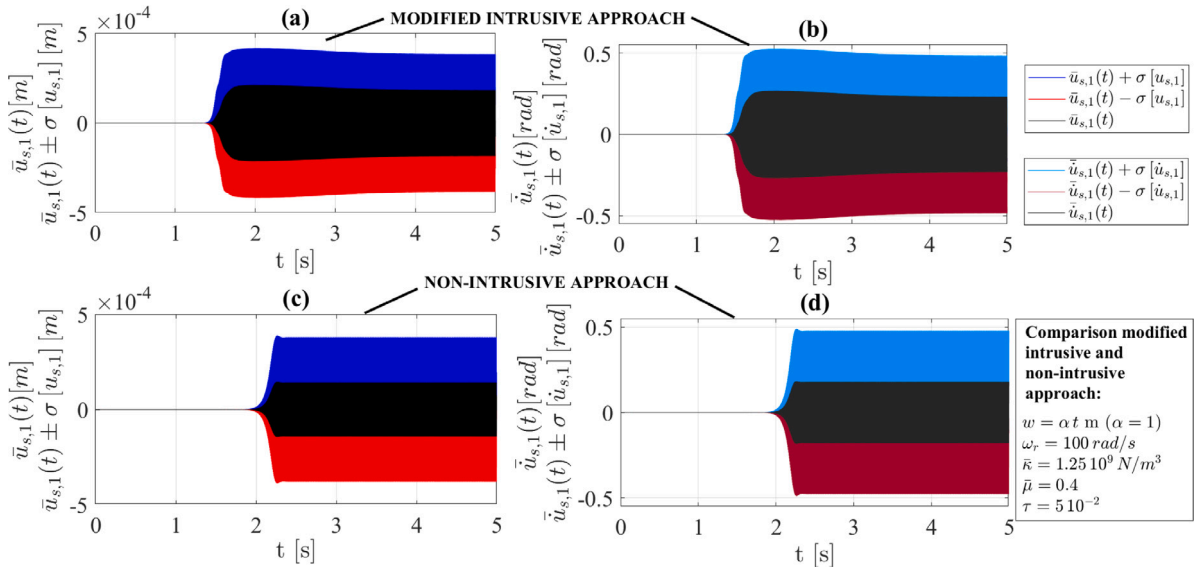 (a) MODIFIED INTRUSIVE APPROACH (b)
×10⁻⁴
5
0
-5
0 1 2 3 4 5
t [s]
ū_{s,1}(t)[m]
ū_{s,1}(t) ± σ [u_{s,1}] [m]
0.5
0
-0.5
0 1 2 3 4 5
t [s]
u̇̄_{s,1}(t)[rad]
u̇̄_{s,1}(t) ± σ [u̇_{s,1}] [rad]
ū_{s,1}(t) + σ [u_{s,1}]
ū_{s,1}(t) − σ [u_{s,1}]
ū_{s,1}(t)
u̇̄_{s,1}(t) + σ [u̇_{s,1}]
u̇̄_{s,1}(t) − σ [u̇_{s,1}]
u̇̄_{s,1}(t)
(c) NON-INTRUSIVE APPROACH (d)
×10⁻⁴
5
0
-5
0 1 2 3 4 5
t [s]
ū_{s,1}(t)[m]
ū_{s,1}(t) ± σ [u_{s,1}] [m]
0.5
0
-0.5
0 1 2 3 4 5
t [s]
u̇̄_{s,1}(t)[rad]
u̇̄_{s,1}(t) ± σ [u̇_{s,1}] [rad]
Comparison modified
intrusive and
non-intrusive
approach:
w = α t m (α = 1)
ω_r = 100 rad/s
κ̄ = 1.25 10⁹ N/m³
μ̄ = 0.4
τ = 5 10⁻²